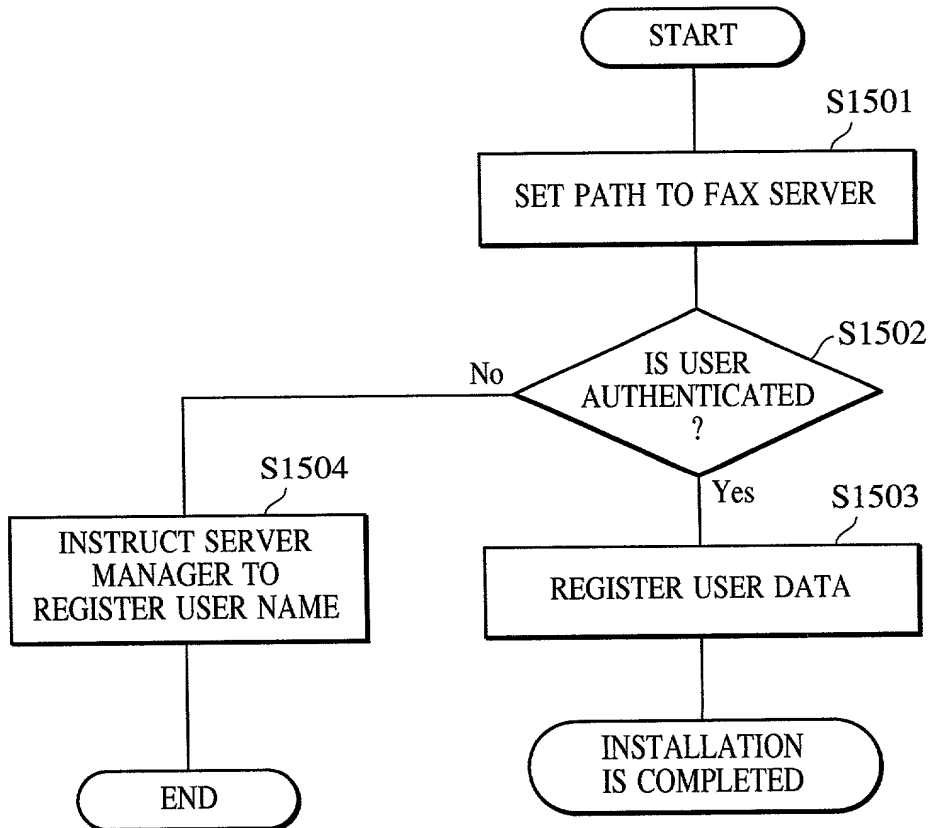 START
S1501
SET PATH TO FAX SERVER
S1502
IS USER
AUTHENTICATED
?
No
Yes
S1504
INSTRUCT SERVER
MANAGER TO
REGISTER USER NAME
S1503
REGISTER USER DATA
END
INSTALLATION
IS COMPLETED